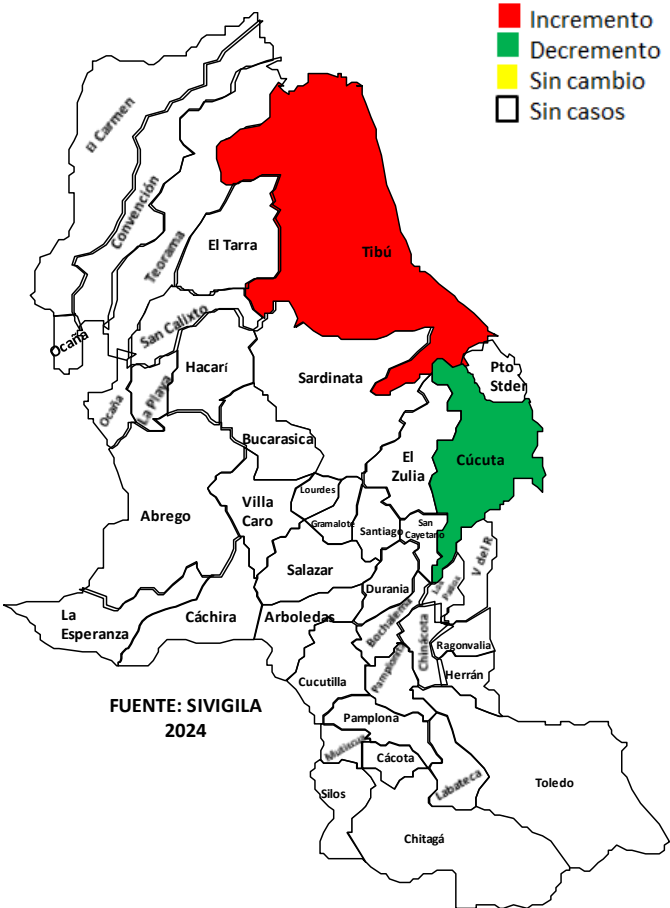 Incremento
Decremento
Sin cambio
Sin casos
El Carmen
Convención
Teorama
El Tarra
Tibú
Ocaña
San Calixto
Hacarí
Sardinata
Pto
Stder
Ocaña
La Playa
Bucarasica
El
Zulia
Cúcuta
Abrego
Villa
Caro
Lourdes
Gramalote
Santiago
San
Cayetano
V del R
Salazar
Durania
Los
Patios
La
Esperanza
Cáchira
Arboledas
Bochalema
Chinácota
Ragonvalia
Herrán
Cucutilla
Pamplonita
FUENTE: SIVIGILA
2024
Pamplona
Mutiscua
Cácota
Labateca
Toledo
Silos
Chitagá